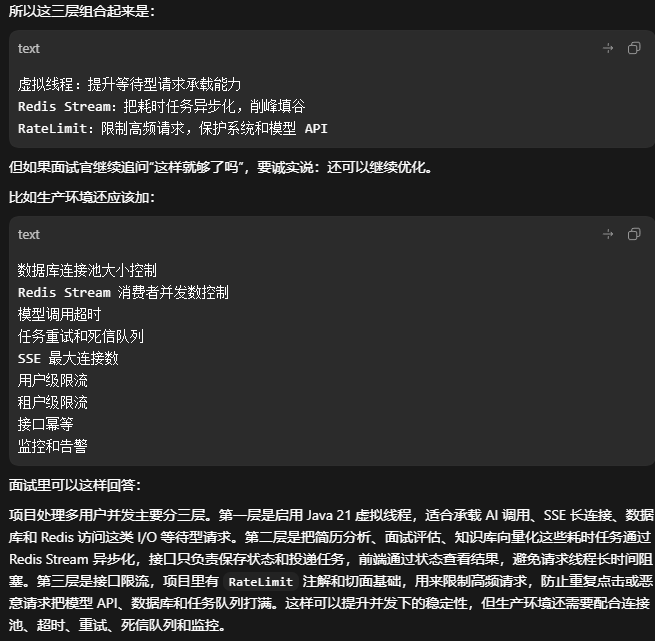 所以这三层组合起来是：
text
虚拟线程：提升等待型请求承载能力
Redis Stream：把耗时任务异步化，削峰填谷
RateLimit：限制高频请求，保护系统和模型 API
但如果面试官继续追问“这样就够了吗”，要诚实说：还可以继续优化。
比如生产环境还应该加：
text
数据库连接池大小控制
Redis Stream 消费者并发数控制
模型调用超时
任务重试和死信队列
SSE 最大连接数
用户级限流
租户级限流
接口幂等
监控和告警
面试里可以这样回答：
项目处理多用户并发主要分三层。第一层是启用 Java 21 虚拟线程，适合承载 AI 调用、SSE 长连接、数据
库和 Redis 访问这类 I/O 等待型请求。第二层是把简历分析、面试评估、知识库向量化这些耗时任务通过
Redis Stream 异步化，接口只负责保存状态和投递任务，前端通过状态查看结果，避免请求线程长时间阻
塞。第三层是接口限流，项目里有 RateLimit 注解和切面基础，用来限制高频请求，防止重复点击或恶
意请求把模型 API、数据库和任务队列打满。这样可以提升并发下的稳定性，但生产环境还需要配合连接
池、超时、重试、死信队列和监控。